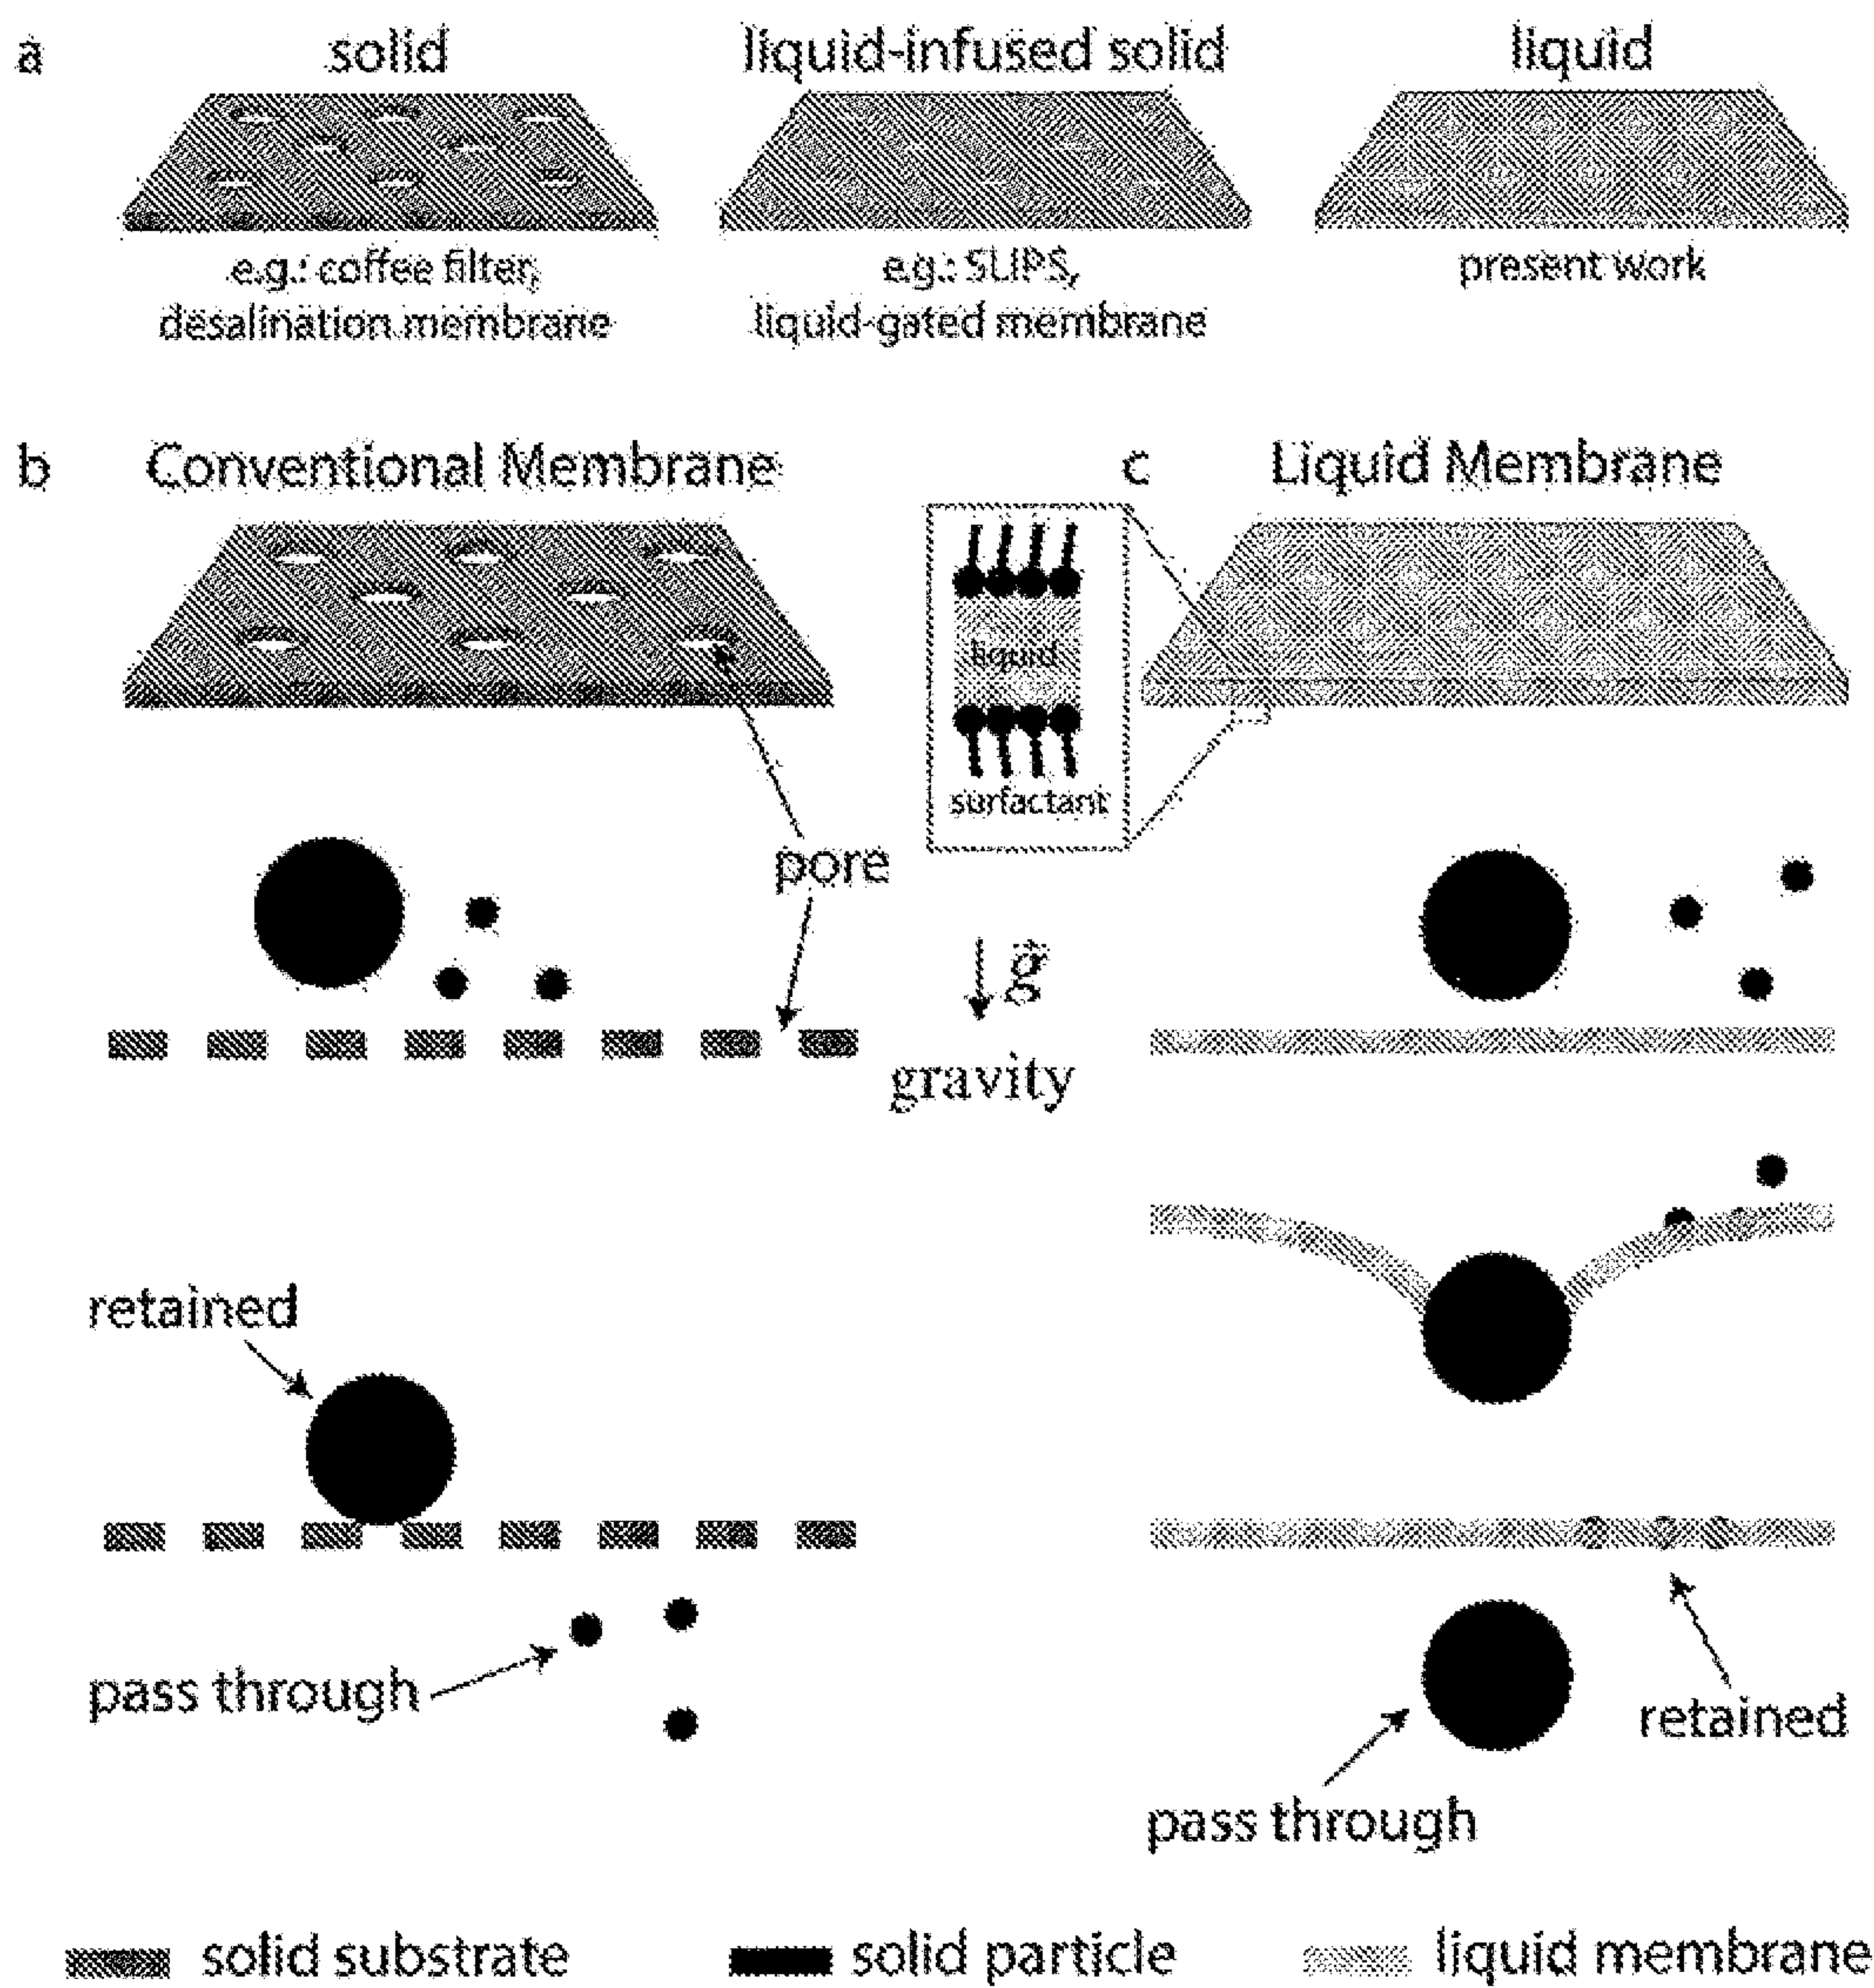 a
solid
liquid-infused solid
liquid
e.g.: coffee filter,
desalination membrane
e.g.: SLIPS,
liquid-gated membrane
present work
b
Conventional Membrane
c
Liquid Membrane
liquid
surfactant
pore
g
gravity
retained
pass through
retained
pass through
solid substrate
solid particle
liquid membrane